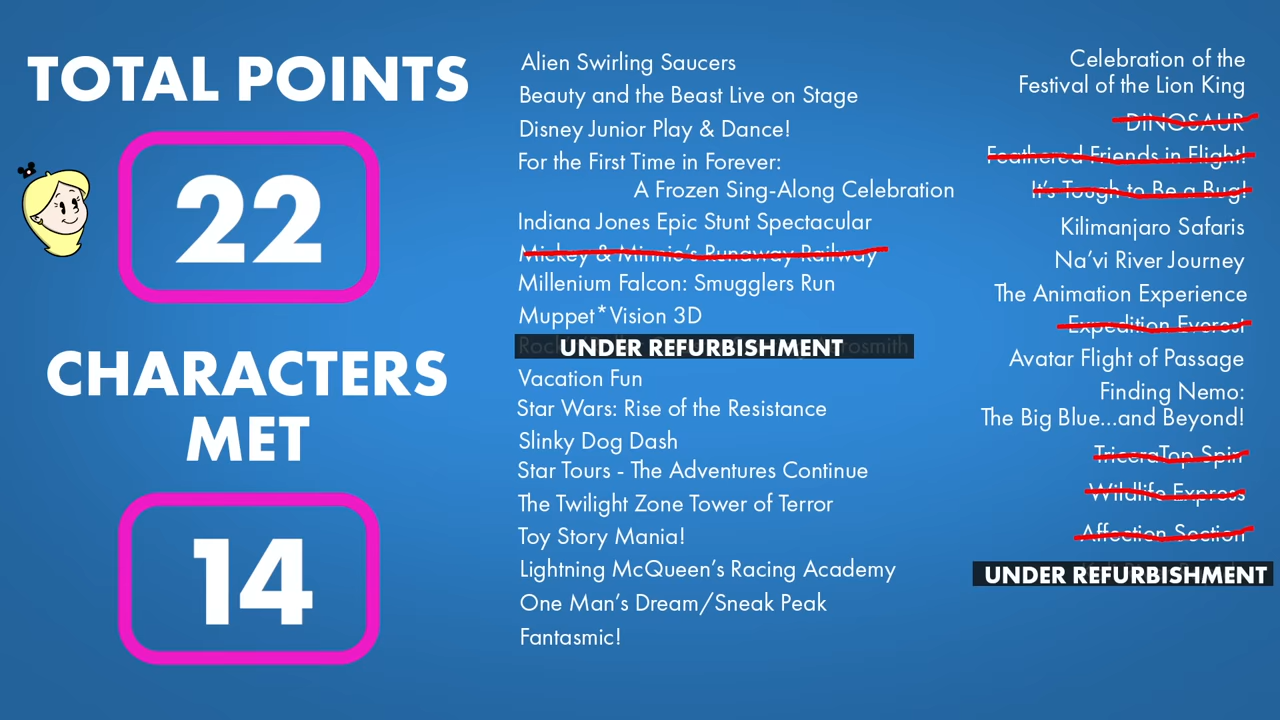 TOTAL POINTS
22
CHARACTERS
MET
14
Alien Swirling Saucers
Beauty and the Beast Live on Stage
Disney Junior Play & Dance!
For the First Time in Forever:
A Frozen Sing-Along Celebration
Indiana Jones Epic Stunt Spectacular
Mickey & Minnie's Runaway Railway
Millenium Falcon: Smugglers Run
Muppet*Vision 3D
UNDER REFURBISHMENT
Vacation Fun
Star Wars: Rise of the Resistance
Slinky Dog Dash
Star Tours - The Adventures Continue
The Twilight Zone Tower of Terror
Toy Story Mania!
Lightning McQueen's Racing Academy
One Man's Dream/Sneak Peak
Fantasmic!
Celebration of the
Festival of the Lion King
DINOSAUR
Feathered Friends in Flight!
It's Tough to Be a Bug!
Kilimanjaro Safaris
Na'vi River Journey
The Animation Experience
Expedition Everest
Avatar Flight of Passage
Finding Nemo:
The Big Blue...and Beyond!
TriceraTop Spin
Wildlife Express
Affection Section
UNDER REFURBISHMENT